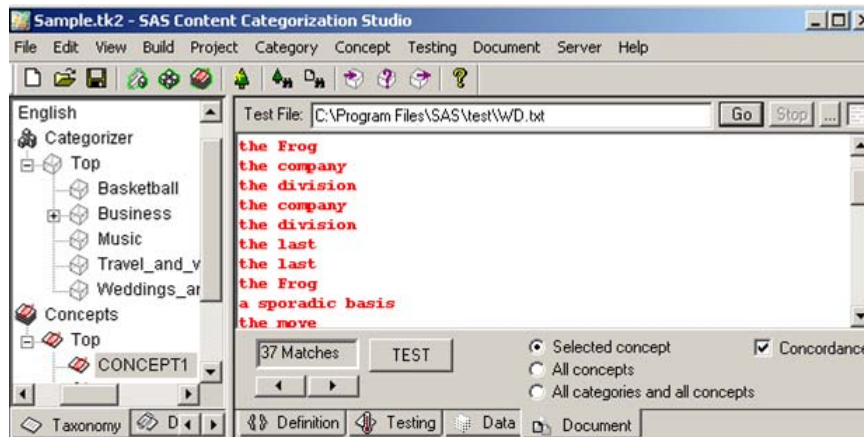 Sample.tk2 - SAS Content Categorization Studio
File Edit View Build Project Category Concept Testing Document Server Help
English
Categorizer
Top
Basketball
Business
Music
Travel_and_v
Weddings_ar
Concepts
Top
CONCEPT1
Taxonomy D
Test File: C:\Program Files\SAS\test\WD.txt Go Stop ...
the Frog
the company
the division
the company
the division
the last
the last
the Frog
a sporadic basis
the move
37 Matches TEST
Selected concept Concordance
All concepts
All categories and all concepts
Definition Testing Data Document